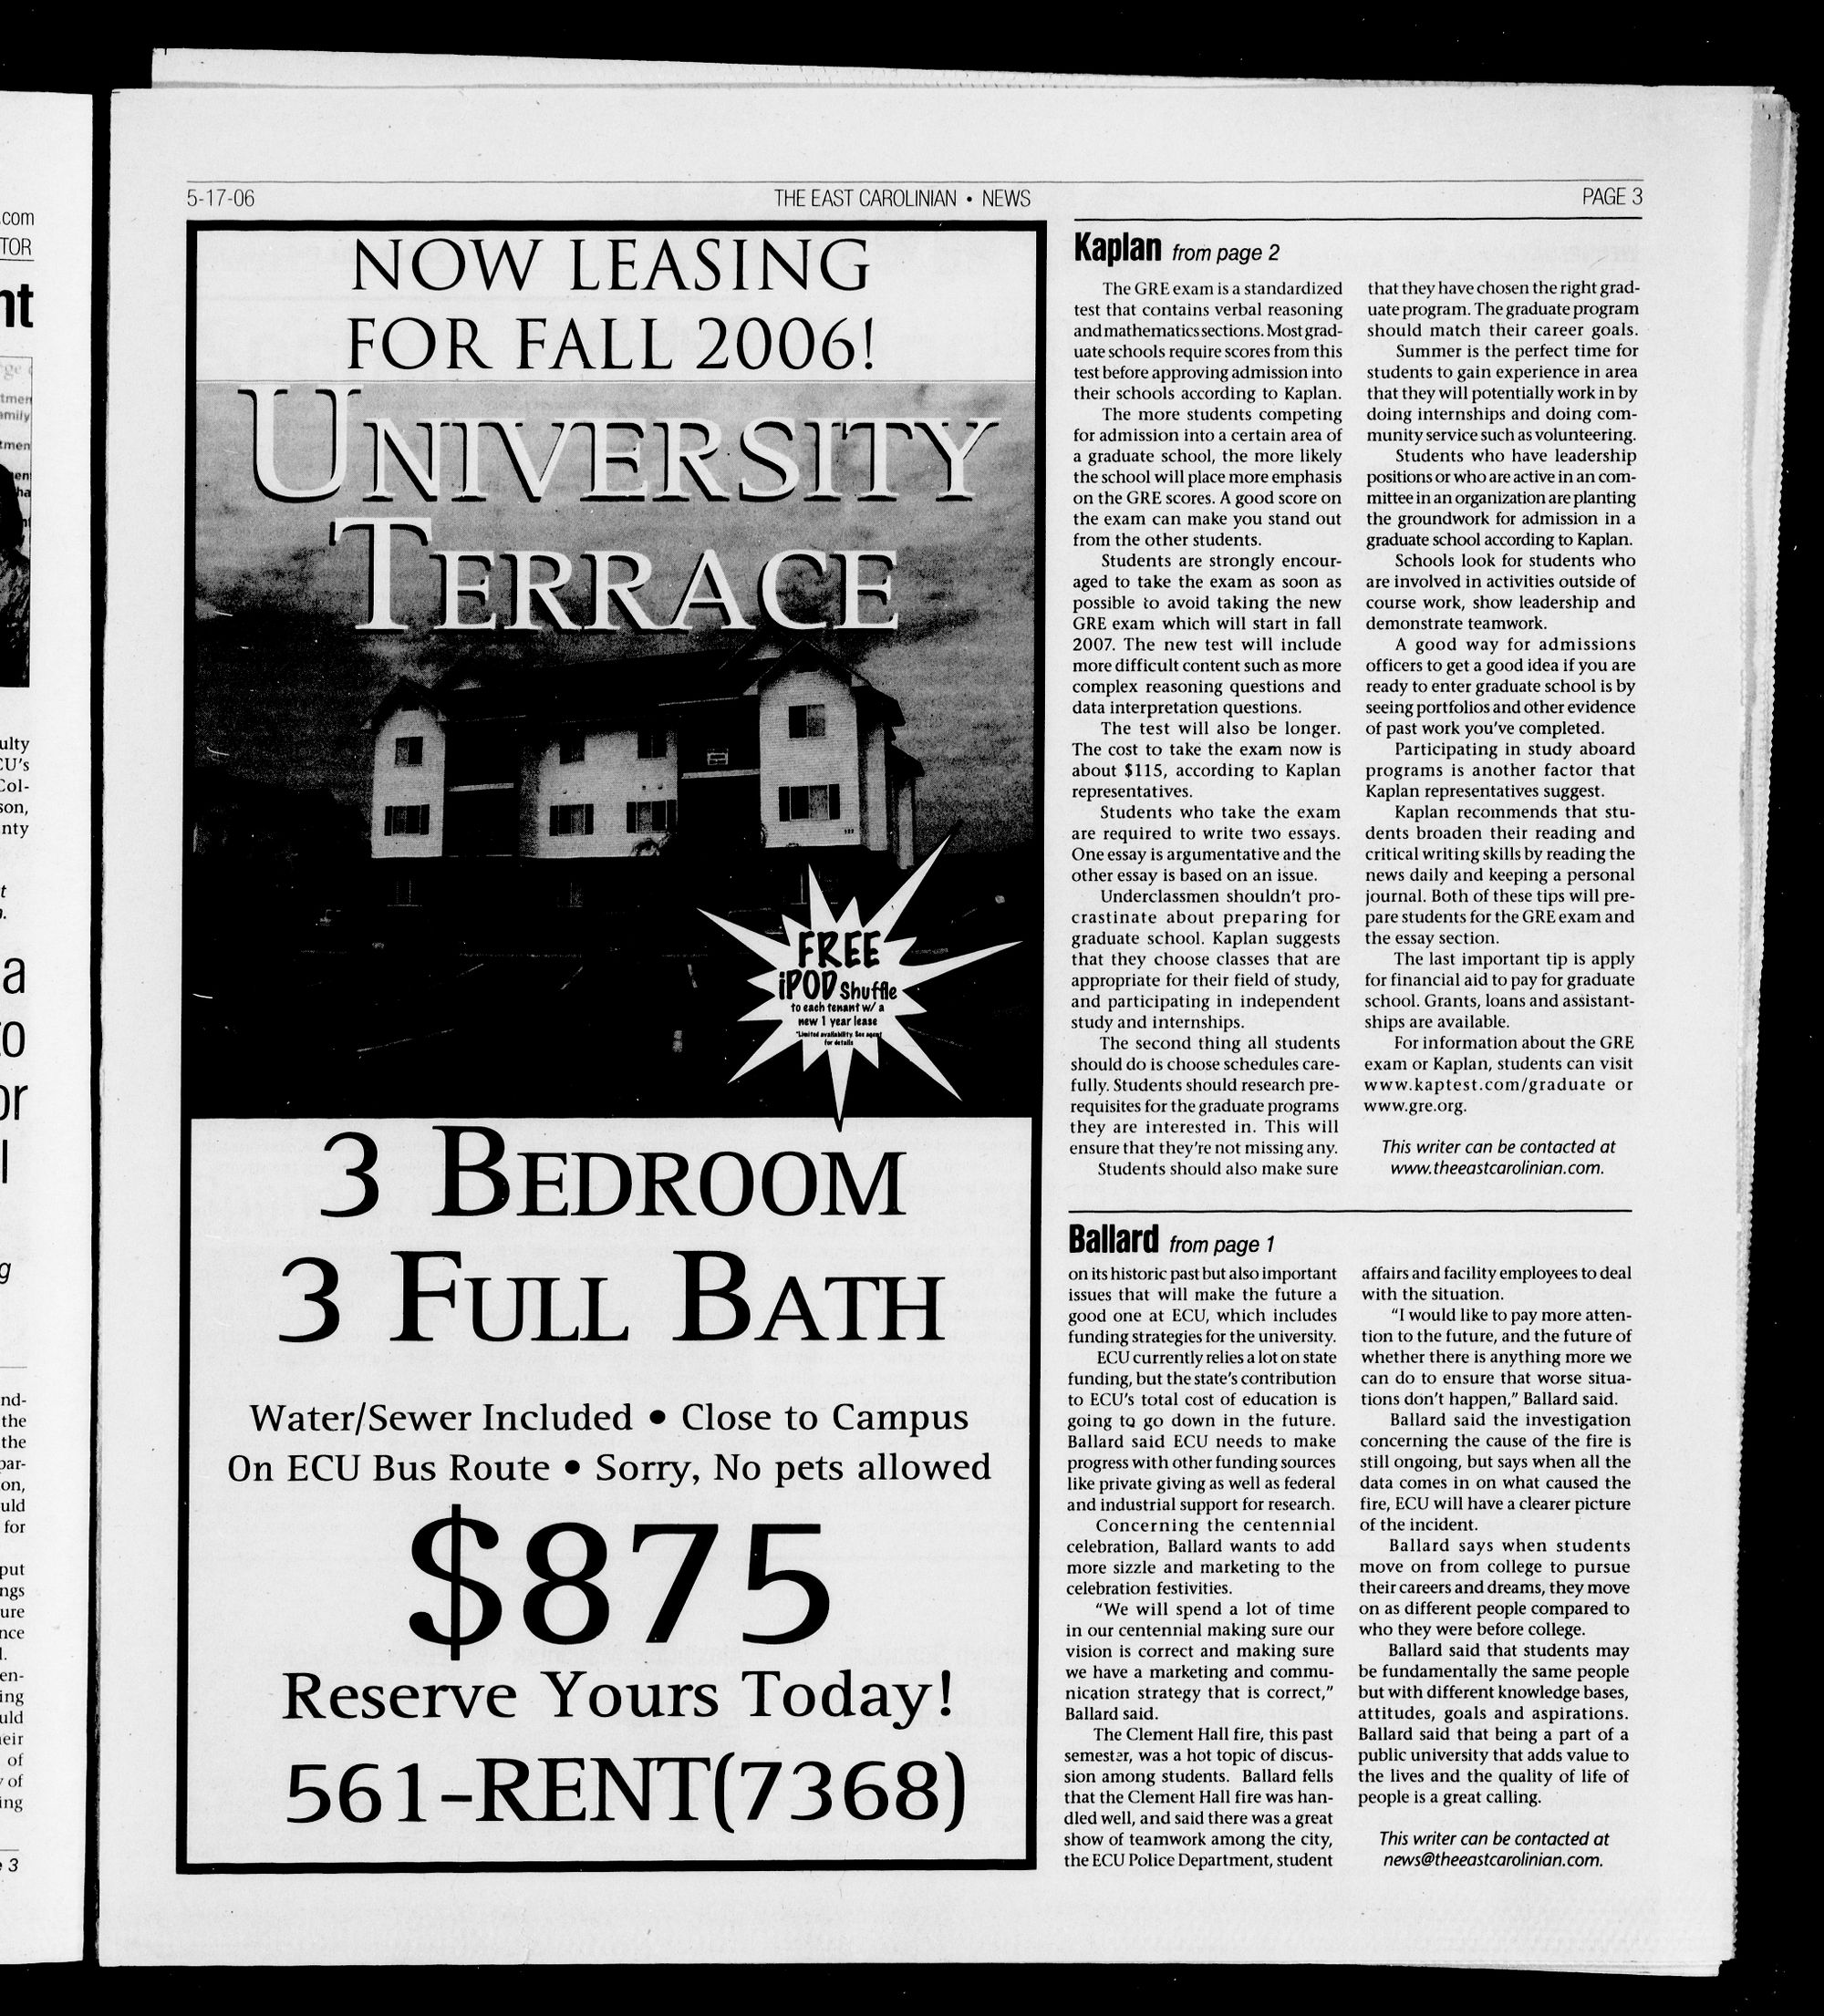 .com
TOR
nt
ulty
CU's
Col-
son,
nty
a
to
or
g
nd-
the
the
par-
on,
uld
for
put
ngs
ure
nce
en-
ing
uld
heir
of
y of
ing
3
5-17-06
THE EAST CAROLINIAN • NEWS
PAGE 3
NOW LEASING
FOR FALL 2006!
UNIVERSITY
TERRACE
FREE
iPOD Shuffle
to each tenant w/ a
new 1 year lease
*Limited availability. See agent
for details
3 BEDROOM
3 FULL BATH
Water/Sewer Included • Close to Campus
On ECU Bus Route • Sorry, No pets allowed
$875
Reserve Yours Today!
561-RENT(7368)
Kaplan from page 2
The GRE exam is a standardized
test that contains verbal reasoning
and mathematics sections. Most grad-
uate schools require scores from this
test before approving admission into
their schools according to Kaplan.
The more students competing
for admission into a certain area of
a graduate school, the more likely
the school will place more emphasis
on the GRE scores. A good score on
the exam can make you stand out
from the other students.
Students are strongly encour-
aged to take the exam as soon as
possible to avoid taking the new
GRE exam which will start in fall
2007. The new test will include
more difficult content such as more
complex reasoning questions and
data interpretation questions.
The test will also be longer.
The cost to take the exam now is
about $115, according to Kaplan
representatives.
Students who take the exam
are required to write two essays.
One essay is argumentative and the
other essay is based on an issue.
Underclassmen shouldn't pro-
crastinate about preparing for
graduate school. Kaplan suggests
that they choose classes that are
appropriate for their field of study,
and participating in independent
study and internships.
The second thing all students
should do is choose schedules care-
fully. Students should research pre-
requisites for the graduate programs
they are interested in. This will
ensure that they're not missing any.
Students should also make sure
that they have chosen the right grad-
uate program. The graduate program
should match their career goals.
Summer is the perfect time for
students to gain experience in area
that they will potentially work in by
doing internships and doing com-
munity service such as volunteering.
Students who have leadership
positions or who are active in an com-
mittee in an organization are planting
the groundwork for admission in a
graduate school according to Kaplan.
Schools look for students who
are involved in activities outside of
course work, show leadership and
demonstrate teamwork.
A good way for admissions
officers to get a good idea if you are
ready to enter graduate school is by
seeing portfolios and other evidence
of past work you've completed.
Participating in study aboard
programs is another factor that
Kaplan representatives suggest.
Kaplan recommends that stu-
dents broaden their reading and
critical writing skills by reading the
news daily and keeping a personal
journal. Both of these tips will pre-
pare students for the GRE exam and
the essay section.
The last important tip is apply
for financial aid to pay for graduate
school. Grants, loans and assistant-
ships are available.
For information about the GRE
exam or Kaplan, students can visit
www.kaptest.com/graduate or
www.gre.org.
This writer can be contacted at
www.theeastcarolinian.com.
Ballard from page 1
on its historic past but also important
issues that will make the future a
good one at ECU, which includes
funding strategies for the university.
ECU currently relies a lot on state
funding, but the state's contribution
to ECU's total cost of education is
going to go down in the future.
Ballard said ECU needs to make
progress with other funding sources
like private giving as well as federal
and industrial support for research.
Concerning the centennial
celebration, Ballard wants to add
more sizzle and marketing to the
celebration festivities.
"We will spend a lot of time
in our centennial making sure our
vision is correct and making sure
we have a marketing and commu-
nication strategy that is correct,"
Ballard said.
The Clement Hall fire, this past
semester, was a hot topic of discus-
sion among students. Ballard fells
that the Clement Hall fire was han-
dled well, and said there was a great
show of teamwork among the city,
the ECU Police Department, student
affairs and facility employees to deal
with the situation.
"I would like to pay more atten-
tion to the future, and the future of
whether there is anything more we
can do to ensure that worse situa-
tions don't happen," Ballard said.
Ballard said the investigation
concerning the cause of the fire is
still ongoing, but says when all the
data comes in on what caused the
fire, ECU will have a clearer picture
of the incident.
Ballard says when students
move on from college to pursue
their careers and dreams, they move
on as different people compared to
who they were before college.
Ballard said that students may
be fundamentally the same people
but with different knowledge bases,
attitudes, goals and aspirations.
Ballard said that being a part of a
public university that adds value to
the lives and the quality of life of
people is a great calling.
This writer can be contacted at
news@theeastcarolinian.com.